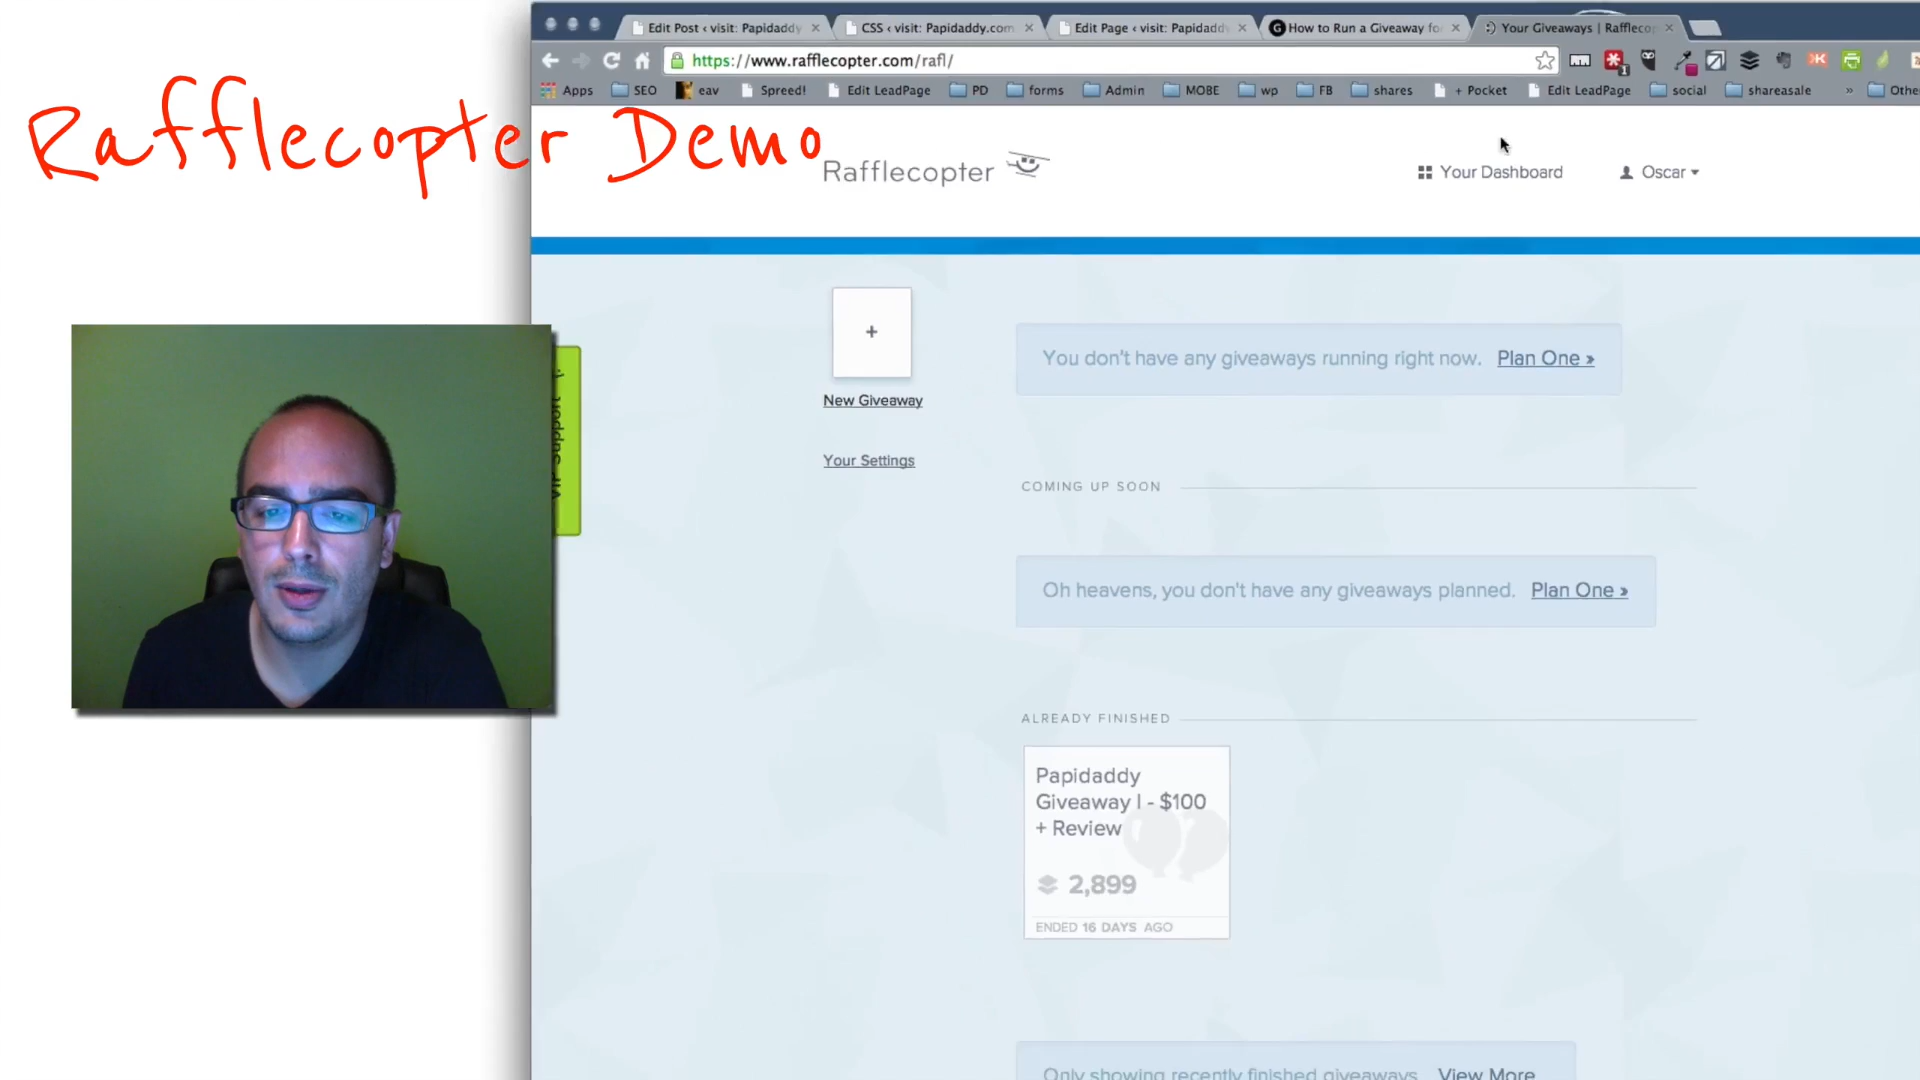 Edit Post ‹ visit: Papidaddy
CSS ‹ visit: Papidaddy.com
Edit Page ‹ visit: Papidadd
How to Run a Giveaway fo
Your Giveaways | Raffleco
https://www.rafflecopter.com/rafl/
Apps SEO eav Spreed! Edit LeadPage PD forms Admin MOBE wp FB shares + Pocket Edit LeadPage social shareasale » Othe
Rafflecopter Demo
Rafflecopter
Your Dashboard
Oscar
+
New Giveaway
Your Settings
You don't have any giveaways running right now. Plan One »
COMING UP SOON
VIP Support
Oh heavens, you don't have any giveaways planned. Plan One »
ALREADY FINISHED
Papidaddy
Giveaway I - $100
+ Review
2,899
ENDED 16 DAYS AGO
Only showing recently finished giveaways. View More